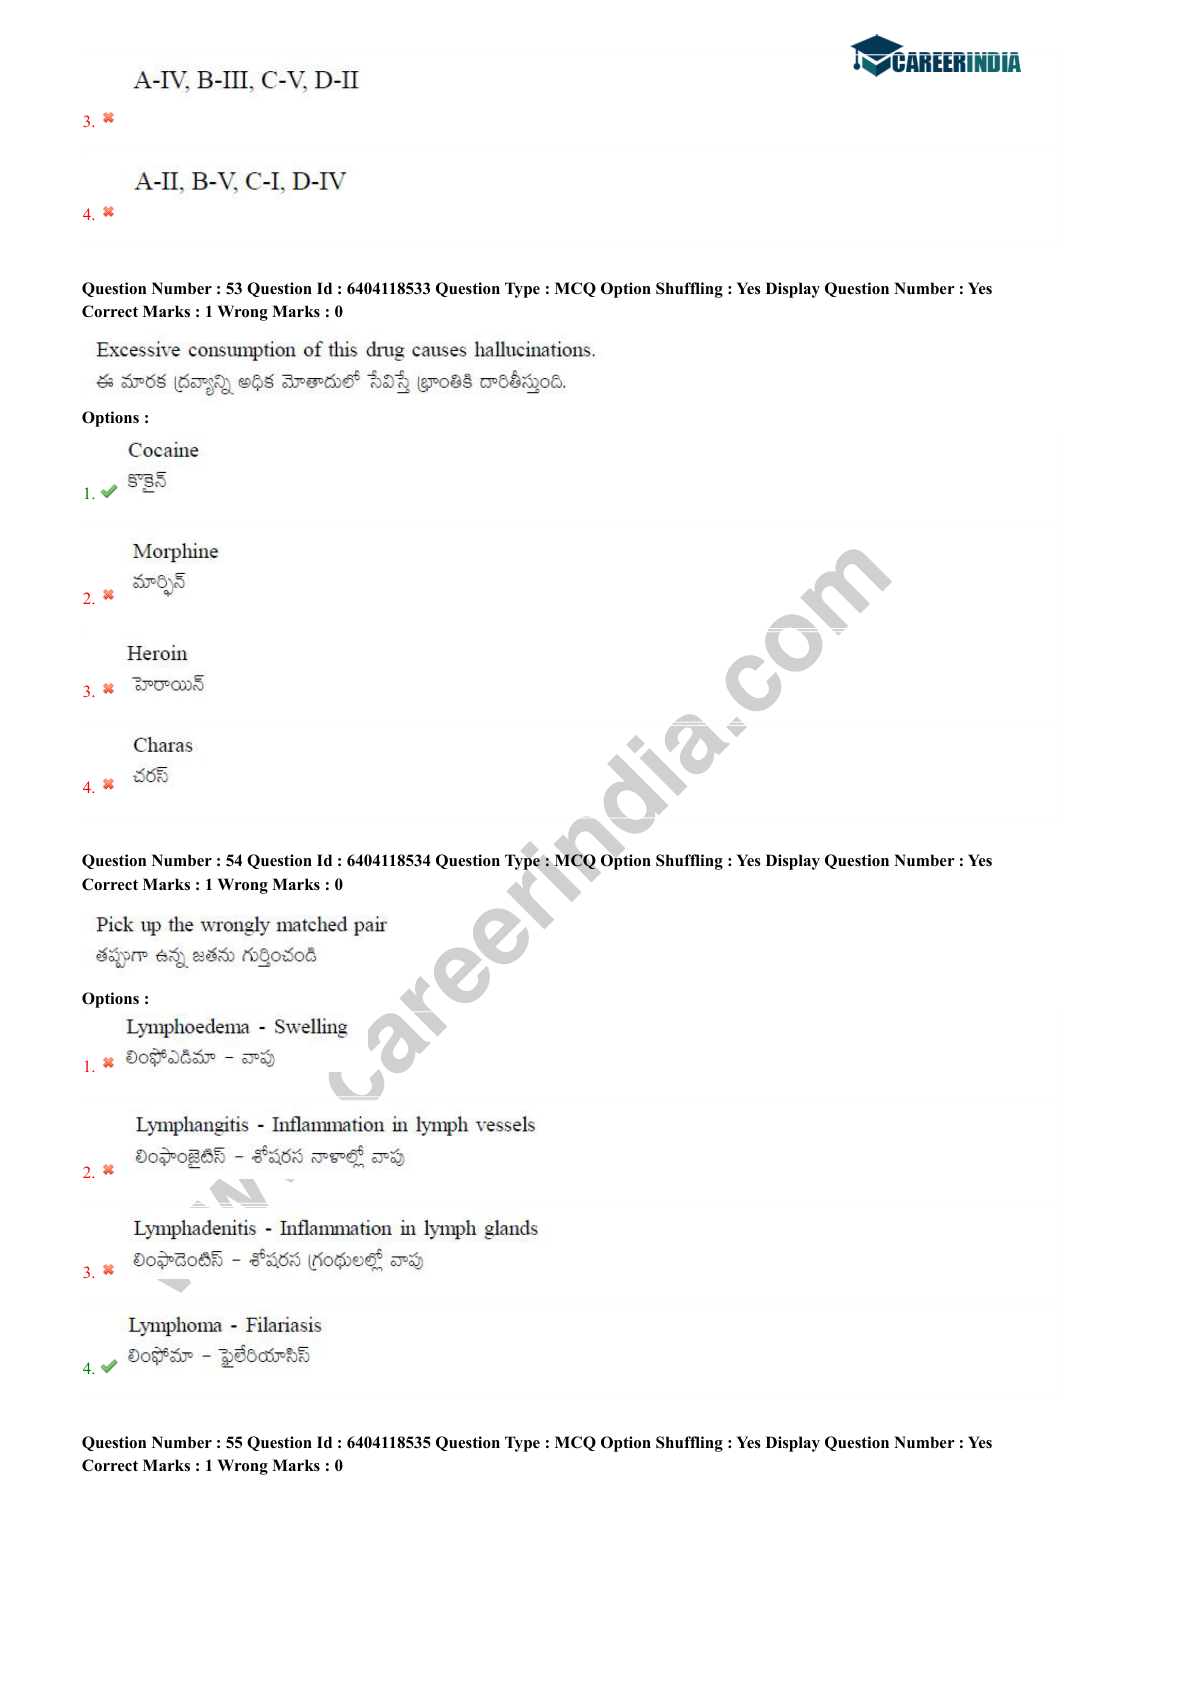 CAREERINDIA
A-IV, B-III, C-V, D-II
3.
A-II, B-V, C-I, D-IV
4.
Question Number : 53 Question Id : 6404118533 Question Type : MCQ Option Shuffling : Yes Display Question Number : Yes
Correct Marks : 1 Wrong Marks : 0
Excessive consumption of this drug causes hallucinations.
ఈ మారక ద్రవ్యాన్ని అధిక మోతాదులో సేవిస్తే భ్రాంతికి దారితీస్తుంది.
Options :
Cocaine
కొకైన్
1.
Morphine
మార్ఫిన్
2.
Heroin
హెరాయిన్
3.
Charas
చరస్
4.
Question Number : 54 Question Id : 6404118534 Question Type : MCQ Option Shuffling : Yes Display Question Number : Yes
Correct Marks : 1 Wrong Marks : 0
Pick up the wrongly matched pair
తప్పుగా ఉన్న జతను గుర్తించండి
Options :
Lymphoedema - Swelling
లింఫోఎడిమా - వాపు
1.
Lymphangitis - Inflammation in lymph vessels
లింఫాంజైటిస్ - శోషరస నాళాల్లో వాపు
2.
Lymphadenitis - Inflammation in lymph glands
లింఫాడెంటిస్ - శోషరస గ్రంథులల్లో వాపు
3.
Lymphoma - Filariasis
లింఫోమా - ఫైలేరియాసిస్
4.
Question Number : 55 Question Id : 6404118535 Question Type : MCQ Option Shuffling : Yes Display Question Number : Yes
Correct Marks : 1 Wrong Marks : 0
careerindia.com